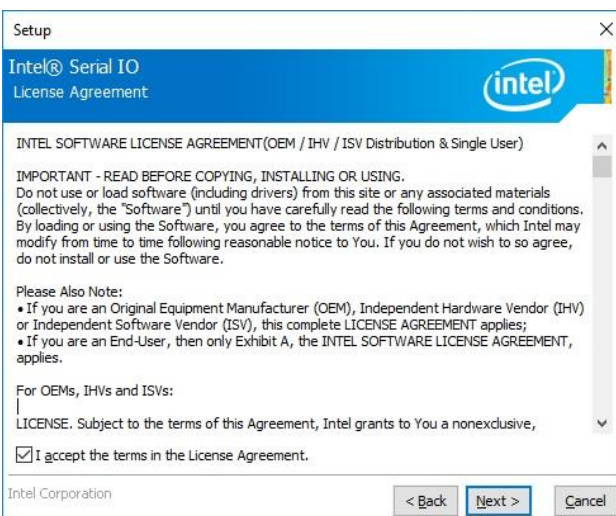 Setup
Intel® Serial IO
License Agreement
intel
INTEL SOFTWARE LICENSE AGREEMENT(OEM / IHV / ISV Distribution & Single User)
IMPORTANT - READ BEFORE COPYING, INSTALLING OR USING.
Do not use or load software (including drivers) from this site or any associated materials
(collectively, the "Software") until you have carefully read the following terms and conditions.
By loading or using the Software, you agree to the terms of this Agreement, which Intel may
modify from time to time following reasonable notice to You. If you do not wish to so agree,
do not install or use the Software.
Please Also Note:
• If you are an Original Equipment Manufacturer (OEM), Independent Hardware Vendor (IHV)
or Independent Software Vendor (ISV), this complete LICENSE AGREEMENT applies;
• If you are an End-User, then only Exhibit A, the INTEL SOFTWARE LICENSE AGREEMENT,
applies.
For OEMs, IHVs and ISVs:
LICENSE. Subject to the terms of this Agreement, Intel grants to You a nonexclusive,
I accept the terms in the License Agreement.
Intel Corporation
< Back Next > Cancel